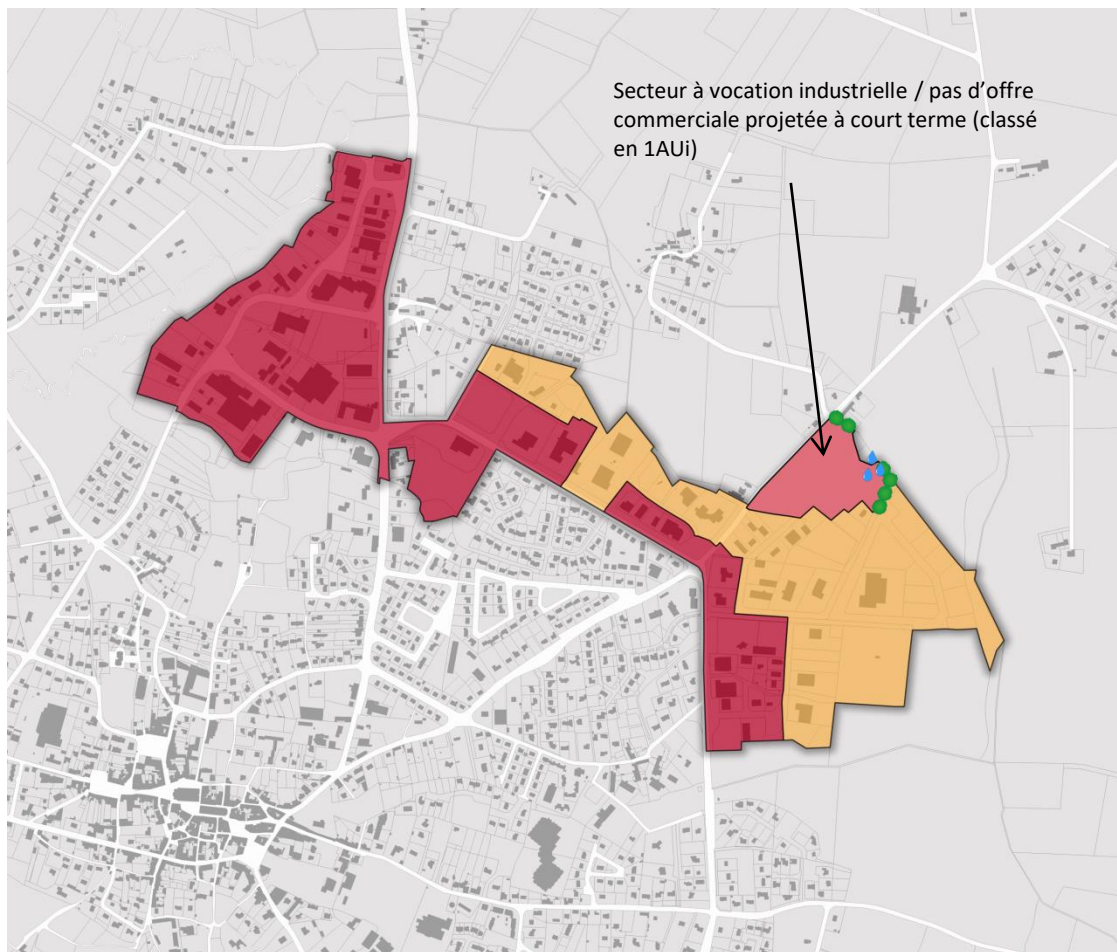 Secteur à vocation industrielle / pas d’offre
commerciale projetée à court terme (classé
en 1AUi)